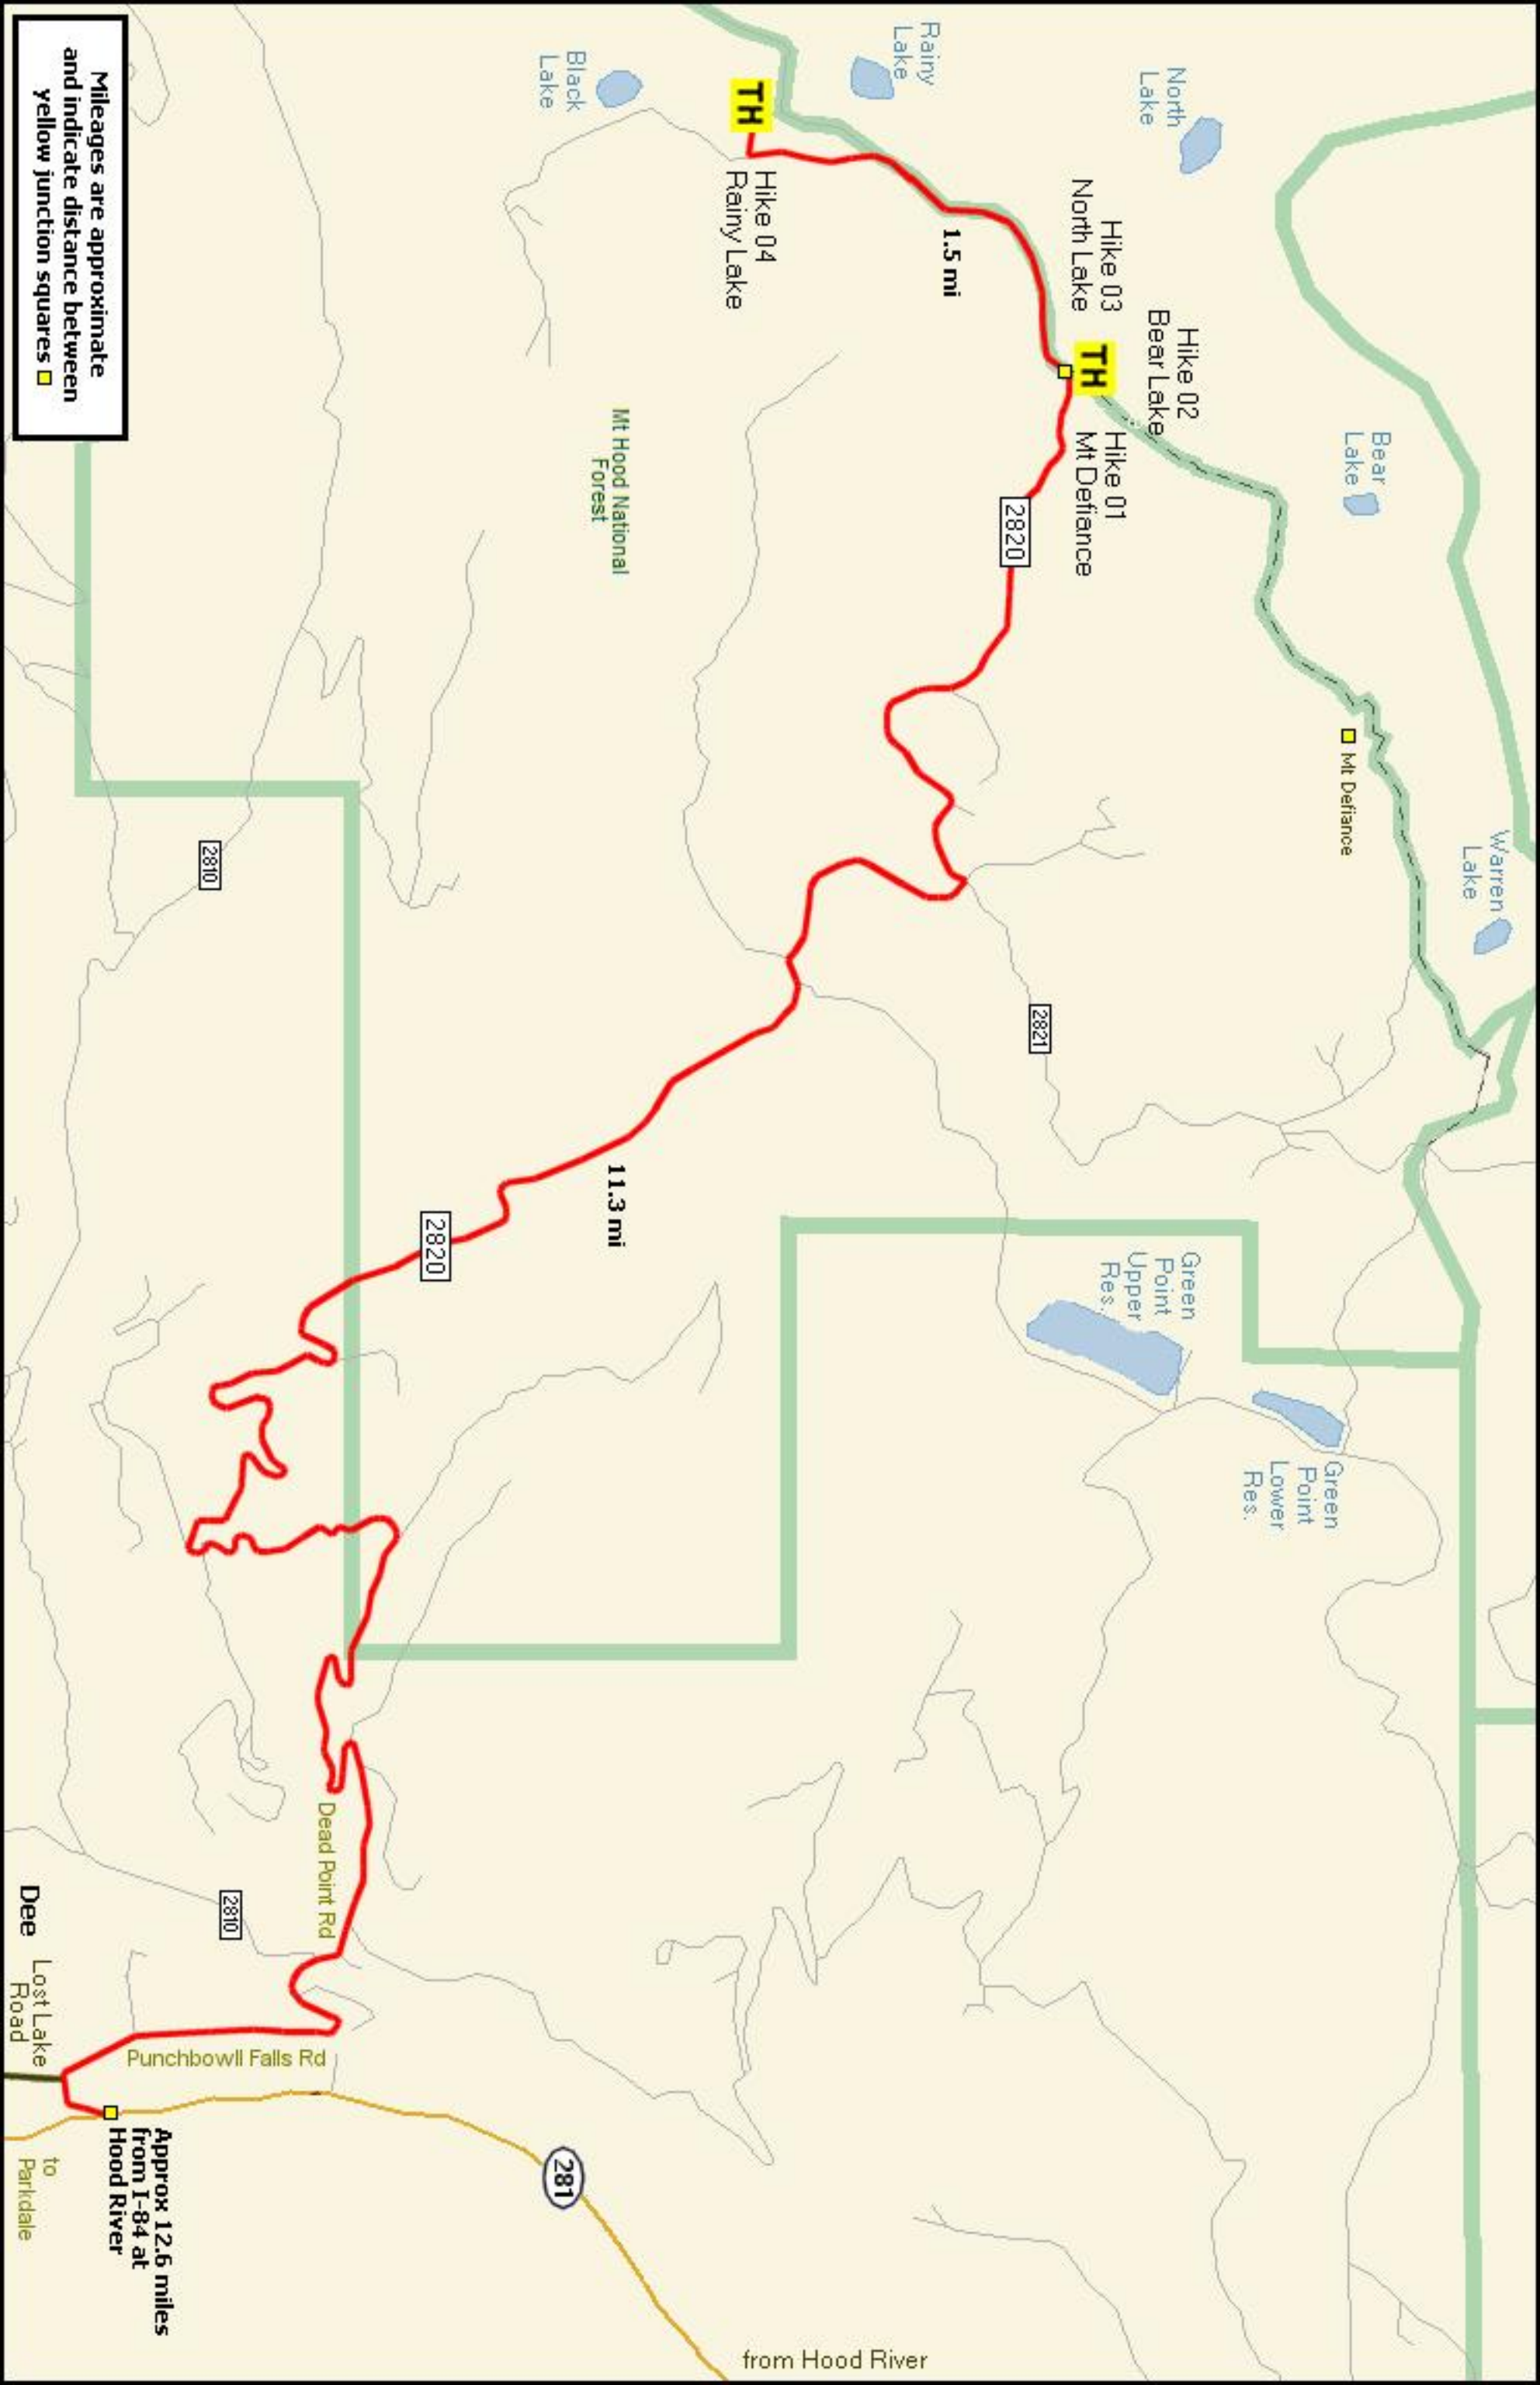 Rainy
Lake
Black
Lake
North
Lake
TH
Hike 04
Rainy Lake
1.5 mi
Hike 03
North Lake
TH
Hike 02
Bear Lake
Hike 01
Mt Defiance
Bear
Lake
2820
Mt Hood National
Forest
Mt Defiance
Warren
Lake
2810
2821
11.3 mi
2820
Green
Point
Upper
Res.
Green
Point
Lower
Res.
Dead Point Rd
2810
Dee
Lost Lake
Road
Punchbowll Falls Rd
281
Approx 12.6 miles
from I-84 at
Hood River
to
Parkdale
from Hood River
Mileages are approximate
and indicate distance between
yellow junction squares